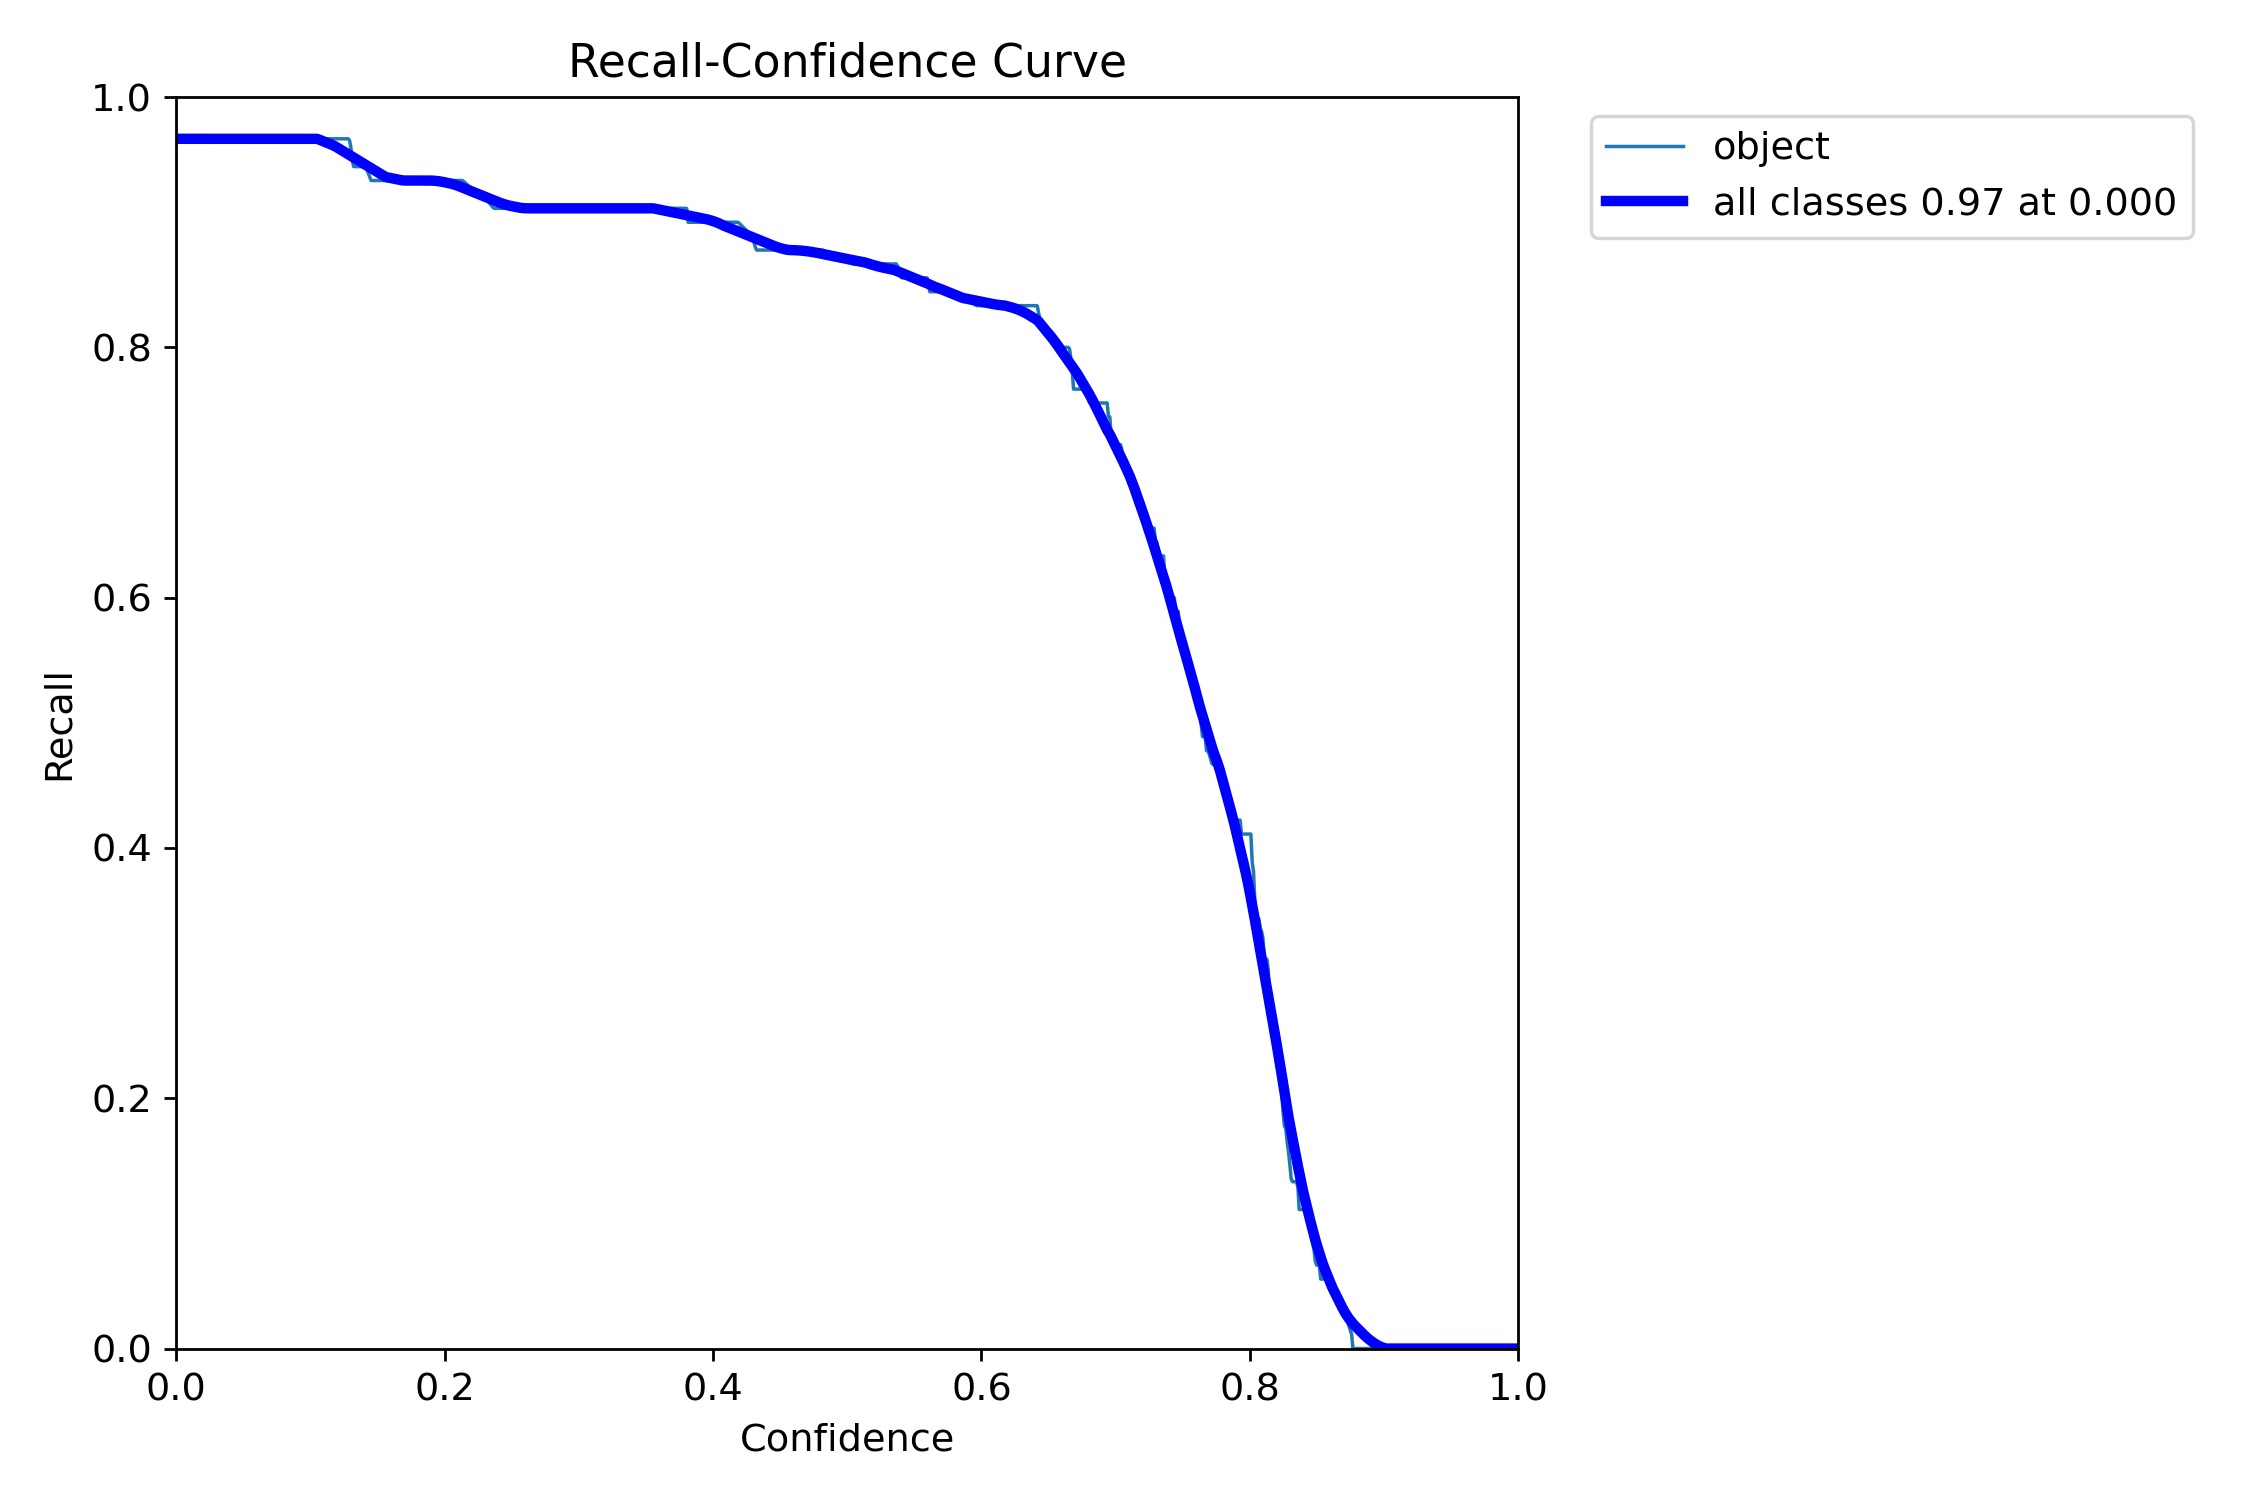 Recall-Confidence Curve
1.0
0.8
0.6
0.4
0.2
0.0
Recall
0.0 0.2 0.4 0.6 0.8 1.0
Confidence
object
all classes 0.97 at 0.000